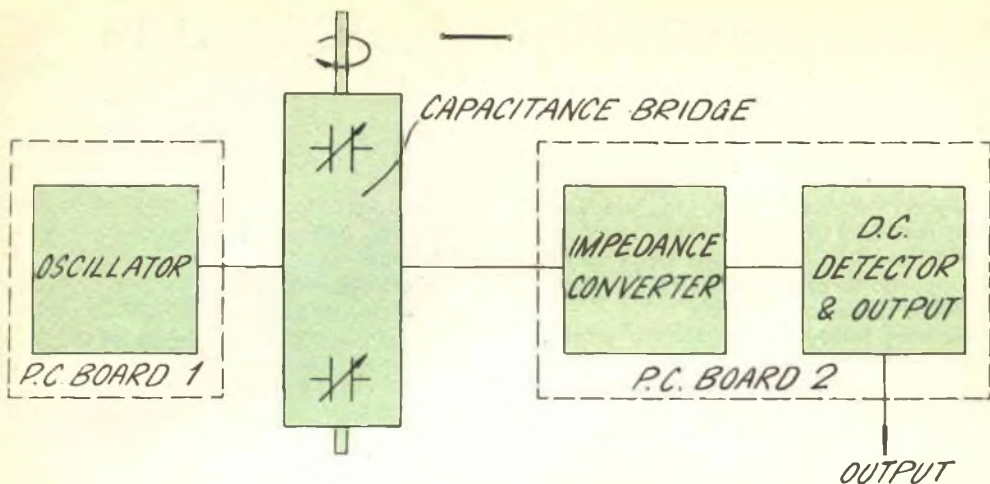 CAPACITANCE BRIDGE
OSCILLATOR
P.C. BOARD 1
IMPEDANCE
CONVERTER
D.C.
DETECTOR
& OUTPUT
P.C. BOARD 2
OUTPUT